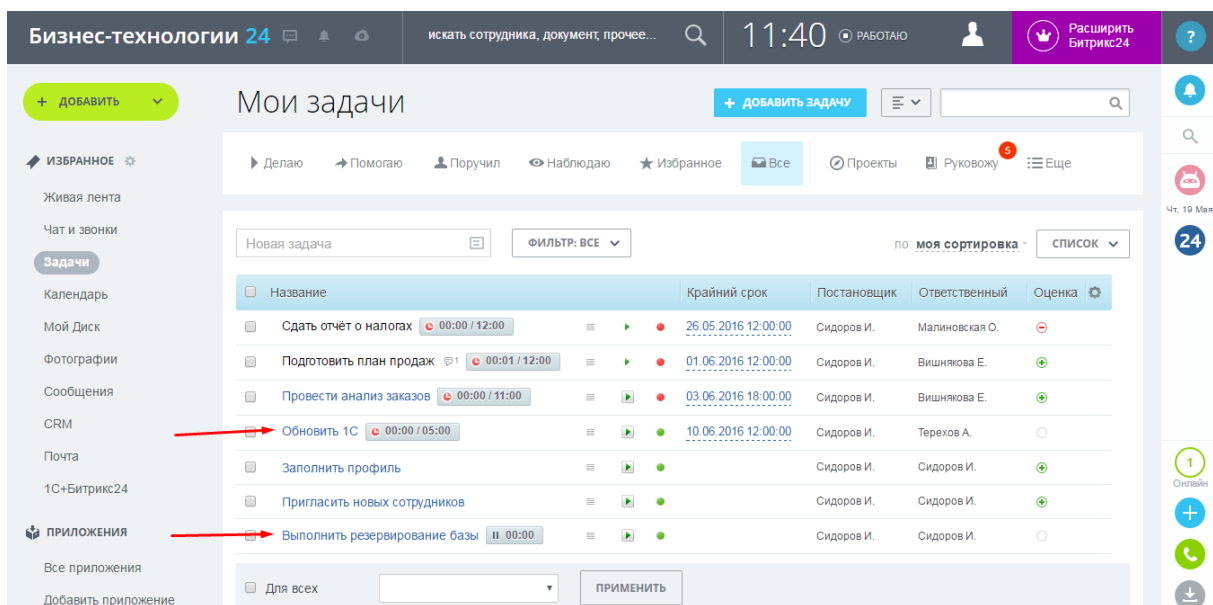 Бизнес-технологии 24 искать сотрудника, документ, прочее... 11:40 РАБОТАЮ Расширить Битрикс24 ?
+ ДОБАВИТЬ
Мои задачи + ДОБАВИТЬ ЗАДАЧУ
ИЗБРАННОЕ
Живая лента
Чат и звонки
Задачи
Календарь
Мой Диск
Фотографии
Сообщения
CRM
Почта
1С+Битрикс24
ПРИЛОЖЕНИЯ
Все приложения
Добавить приложение
Делаю Помогаю Поручил Наблюдаю Избранное Все Проекты Руковожу 5 Еще
Новая задача ФИЛЬТР: ВСЕ по: моя сортировка СПИСОК
Название Крайний срок Постановщик Ответственный Оценка
Сдать отчёт о налогах 00:00 / 12:00 26.05.2016 12:00:00 Сидоров И. Малиновская О.
Подготовить план продаж 1 00:01 / 12:00 01.06.2016 12:00:00 Сидоров И. Вишнякова Е.
Провести анализ заказов 00:00 / 11:00 03.06.2016 18:00:00 Сидоров И. Вишнякова Е.
Обновить 1С 00:00 / 05:00 10.06.2016 12:00:00 Сидоров И. Терехов А.
Заполнить профиль Сидоров И. Сидоров И.
Пригласить новых сотрудников Сидоров И. Сидоров И.
Выполнить резервирование базы 00:00 Сидоров И. Сидоров И.
Для всех ПРИМЕНИТЬ
Чт, 19 Мая
24
1
Онлайн